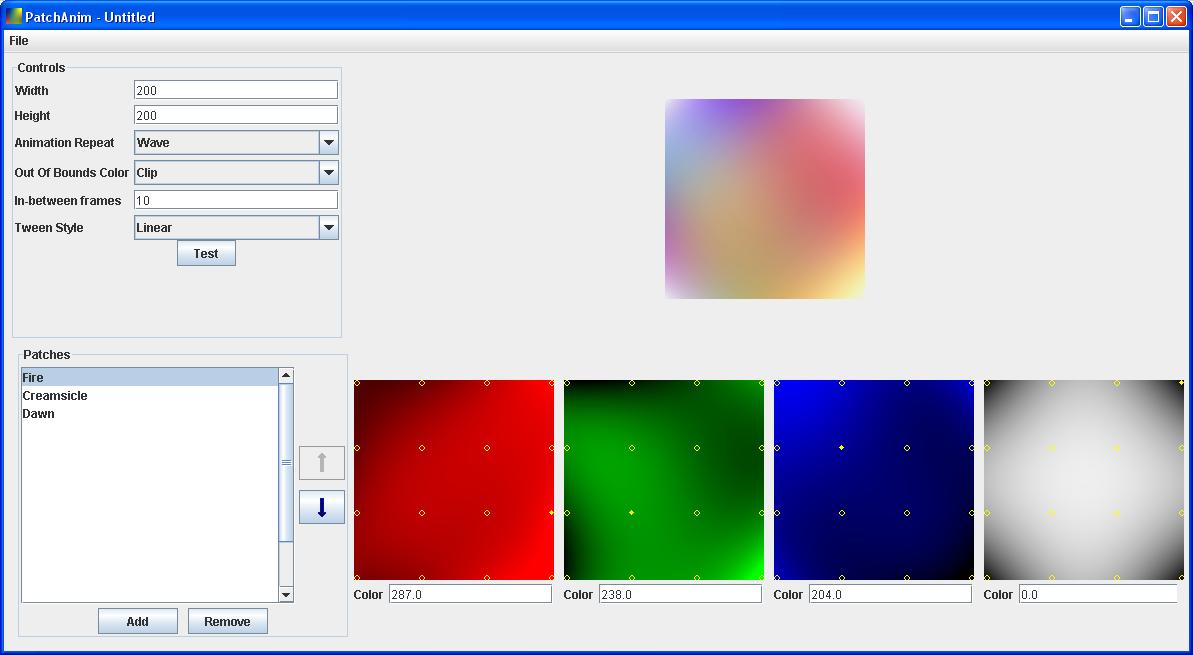 PatchAnim - Untitled
File
Controls
Width 200
Height 200
Animation Repeat Wave
Out Of Bounds Color Clip
In-between frames 10
Tween Style Linear
Test
Patches
Fire
Creamsicle
Dawn
Add Remove
Color 287.0 Color 238.0 Color 204.0 Color 0.0